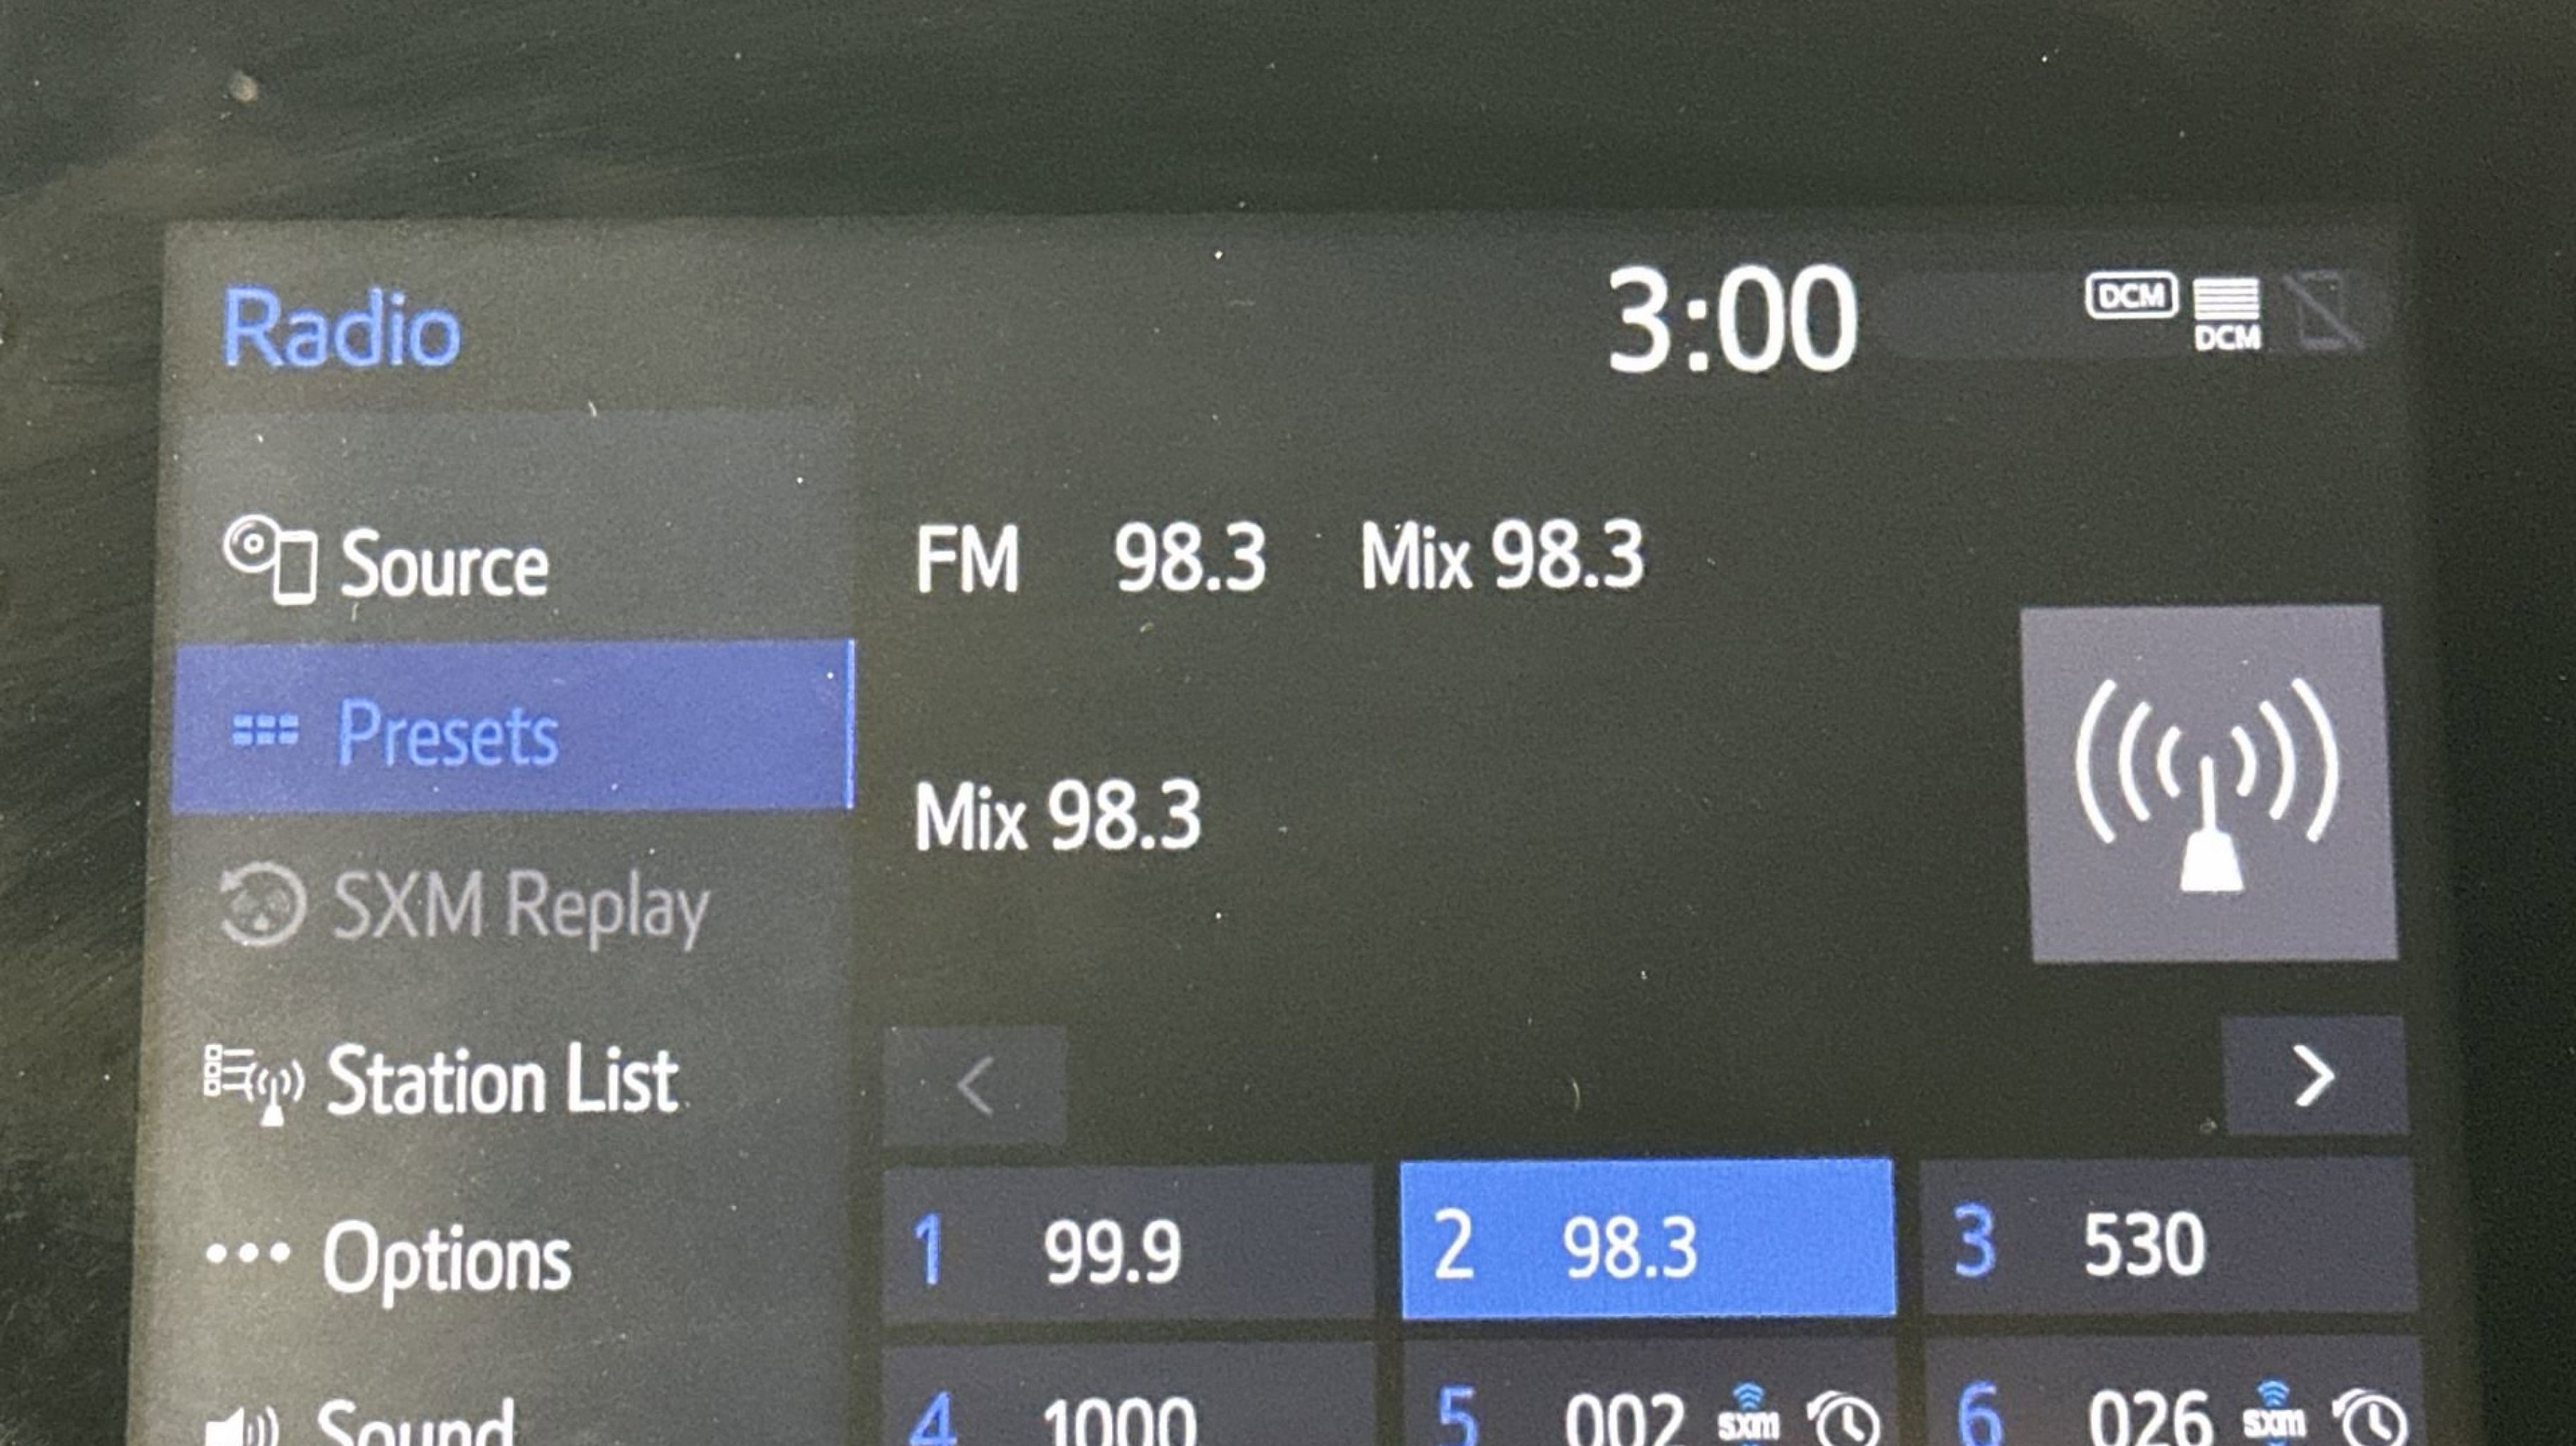 Radio
3:00
DCM
DCM
Source
FM 98.3 Mix 98.3
Presets
Mix 98.3
SXM Replay
Station List
Options
1 99.9
2 98.3
3 530
Sound
4 1000
5 002 sxm
6 026 sxm